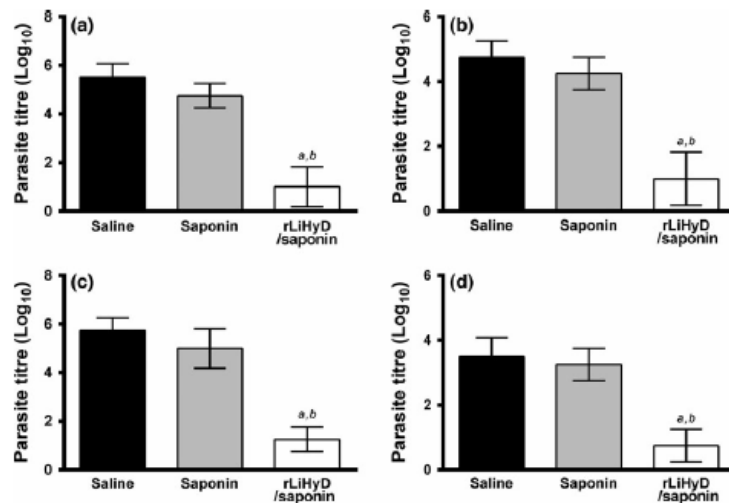 (a)
Parasite titre (Log10)
8
6
4
2
0
a,b
Saline
Saponin
rLiHyD
/saponin
(b)
Parasite titre (Log10)
6
4
2
0
a,b
Saline
Saponin
rLiHyD
/saponin
(c)
Parasite titre (Log10)
8
6
4
2
0
a,b
Saline
Saponin
rLiHyD
/saponin
(d)
Parasite titre (Log10)
6
4
2
0
a,b
Saline
Saponin
rLiHyD
/saponin